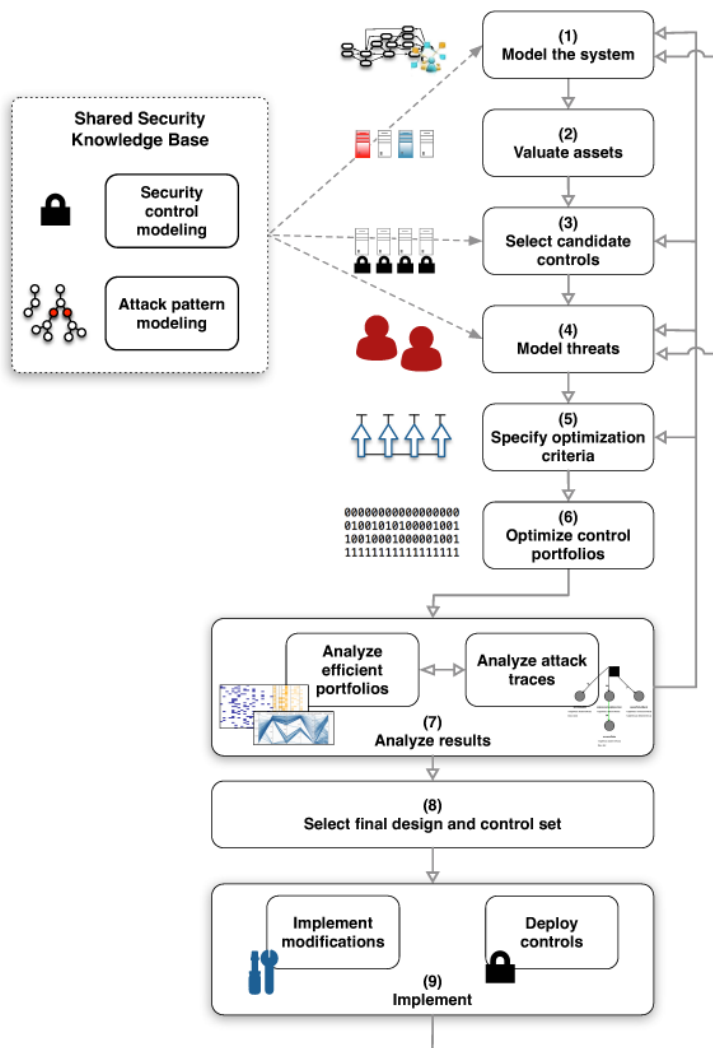 (1)
Model the system
Shared Security
Knowledge Base
(2)
Valuate assets
Security
control
modeling
(3)
Select candidate
controls
Attack pattern
modeling
(4)
Model threats
(5)
Specify optimization
criteria
(6)
Optimize control
portfolios
00000000000000000
01001010100001001
10010001000001001
11111111111111111
Analyze
efficient
portfolios
Analyze attack
traces
(7)
Analyze results
(8)
Select final design and control set
Implement
modifications
Deploy
controls
(9)
Implement